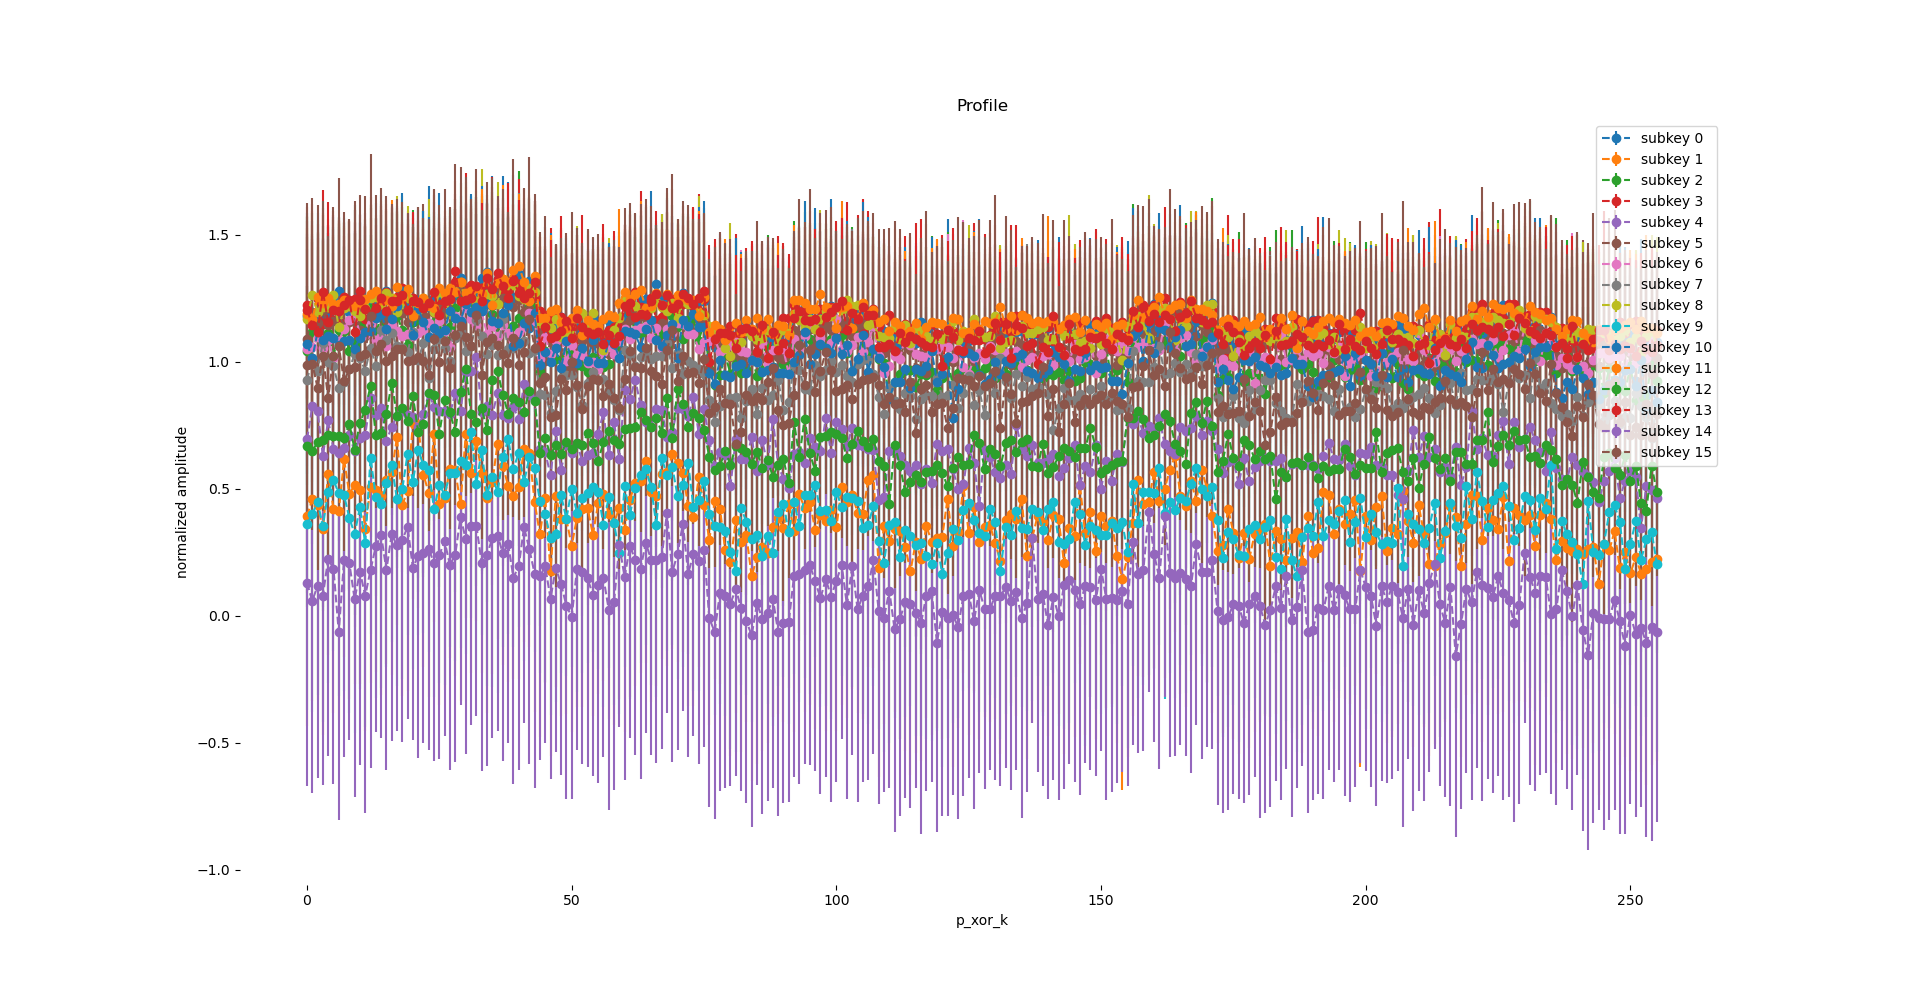 Profile
subkey 0
subkey 1
subkey 2
subkey 3
subkey 4
subkey 5
subkey 6
subkey 7
subkey 8
subkey 9
subkey 10
subkey 11
subkey 12
subkey 13
subkey 14
subkey 15
normalized amplitude
1.5
1.0
0.5
0.0
−0.5
−1.0
0 50 100 150 200 250
p_xor_k